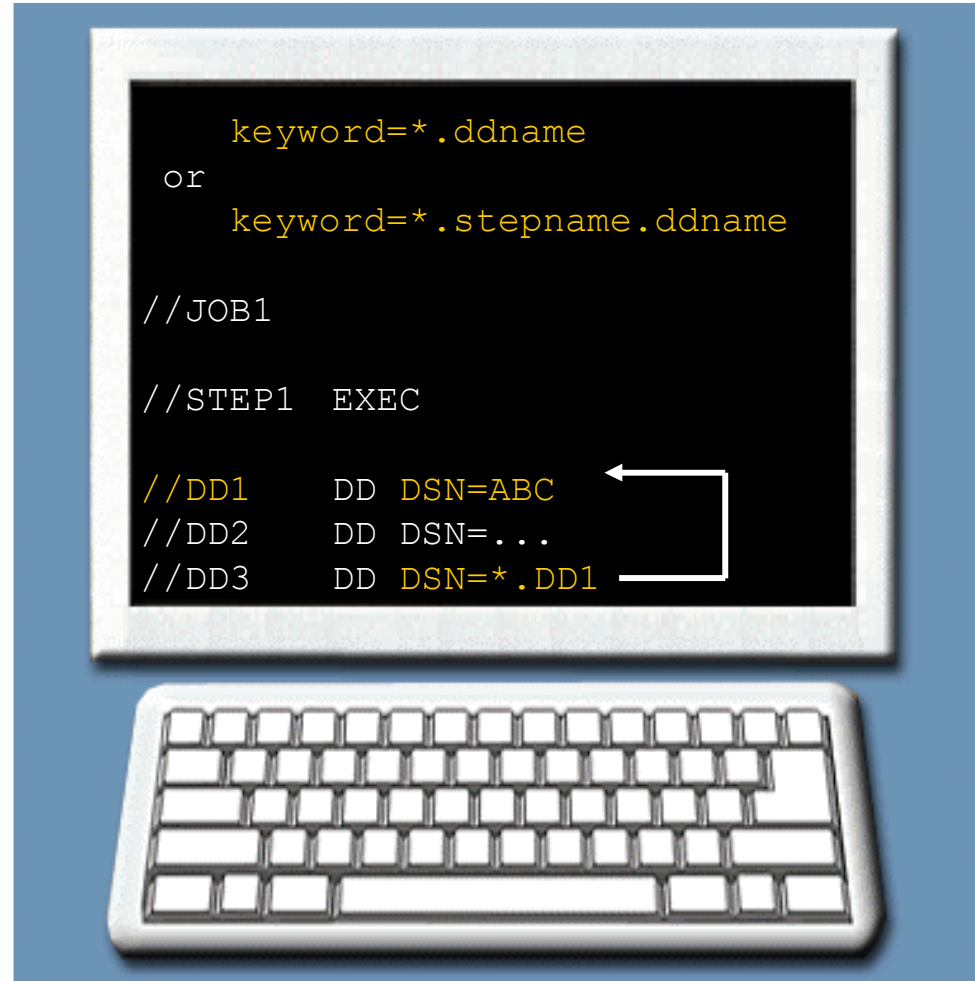 keyword=*.ddname
or
keyword=*.stepname.ddname
//JOB1
//STEP1 EXEC
//DD1 DD DSN=ABC
//DD2 DD DSN=...
//DD3 DD DSN=*.DD1